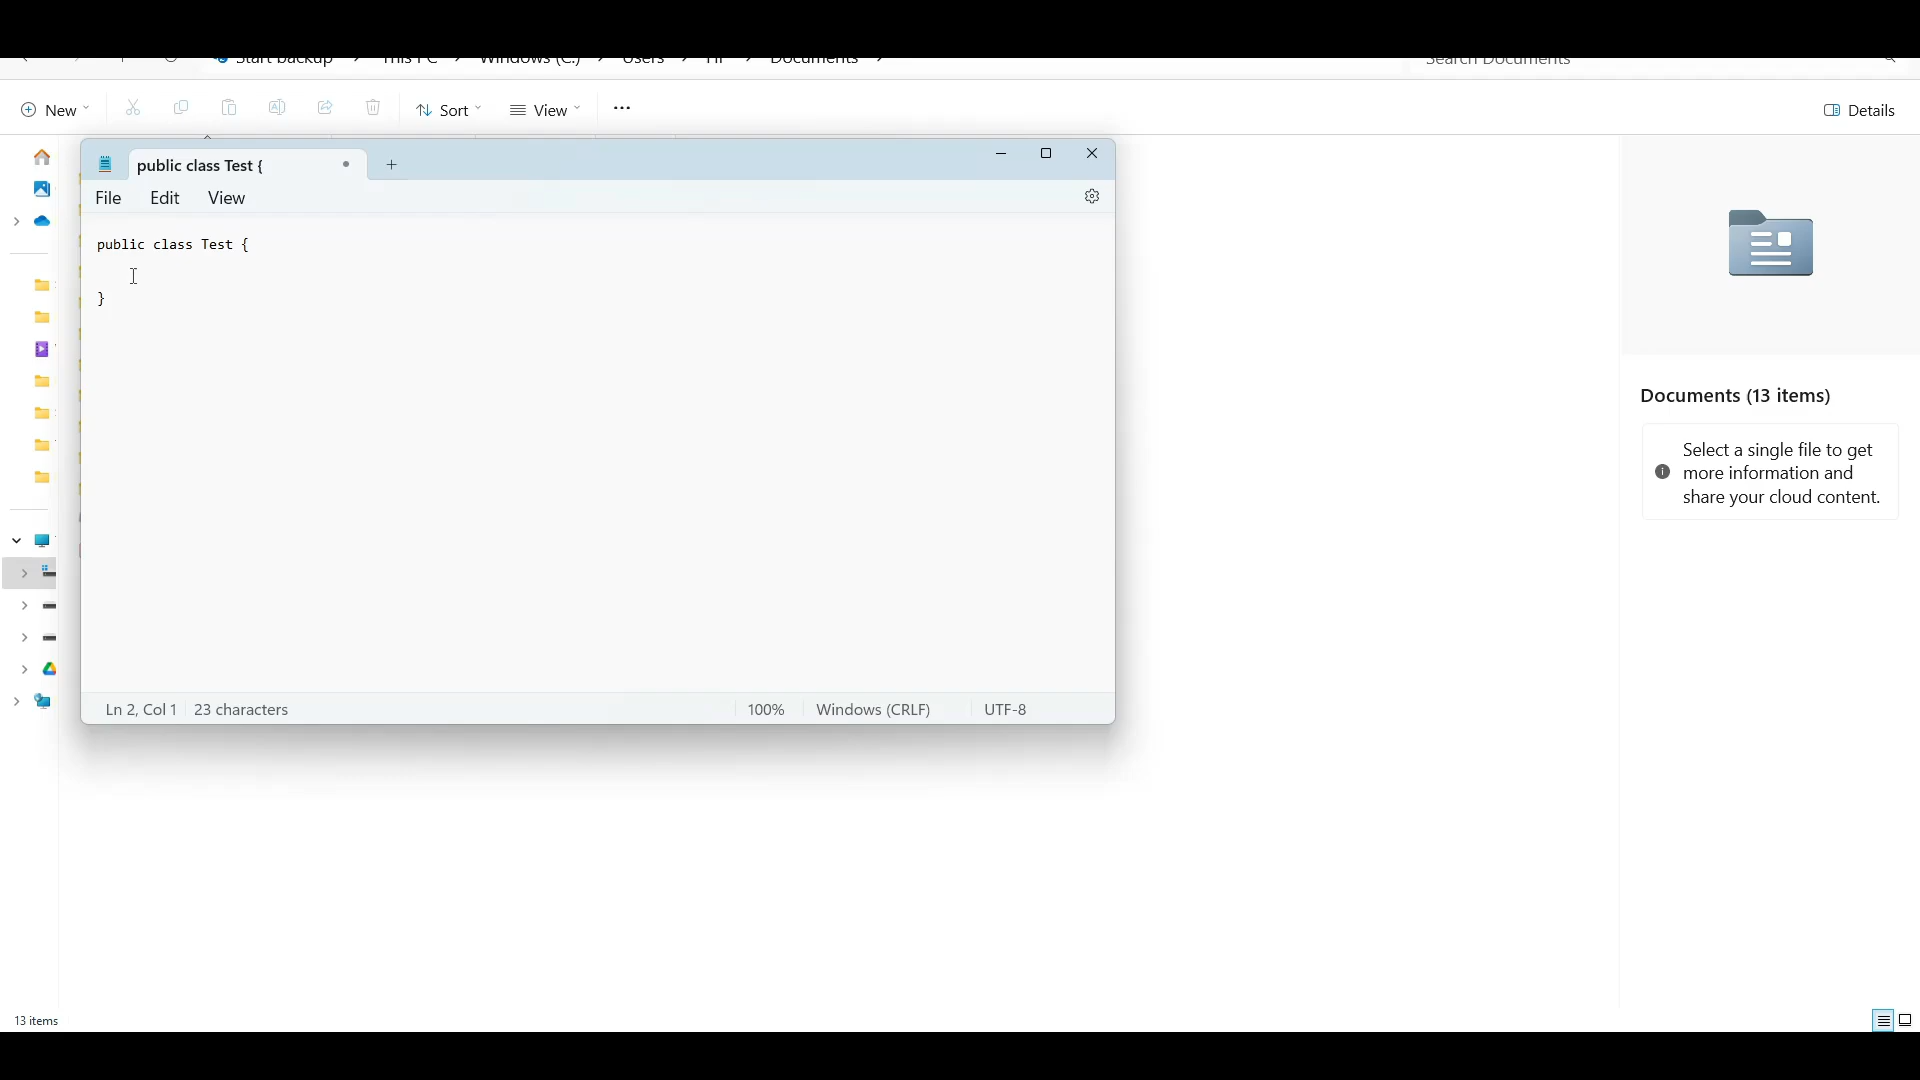 Start backup This PC Windows (C:) Users HP Documents Search Documents
New Sort View ... Details
public class Test {
File Edit View
public class Test {
}
Ln 2, Col 1 23 characters 100% Windows (CRLF) UTF-8
Documents (13 items)
Select a single file to get
more information and
share your cloud content.
13 items